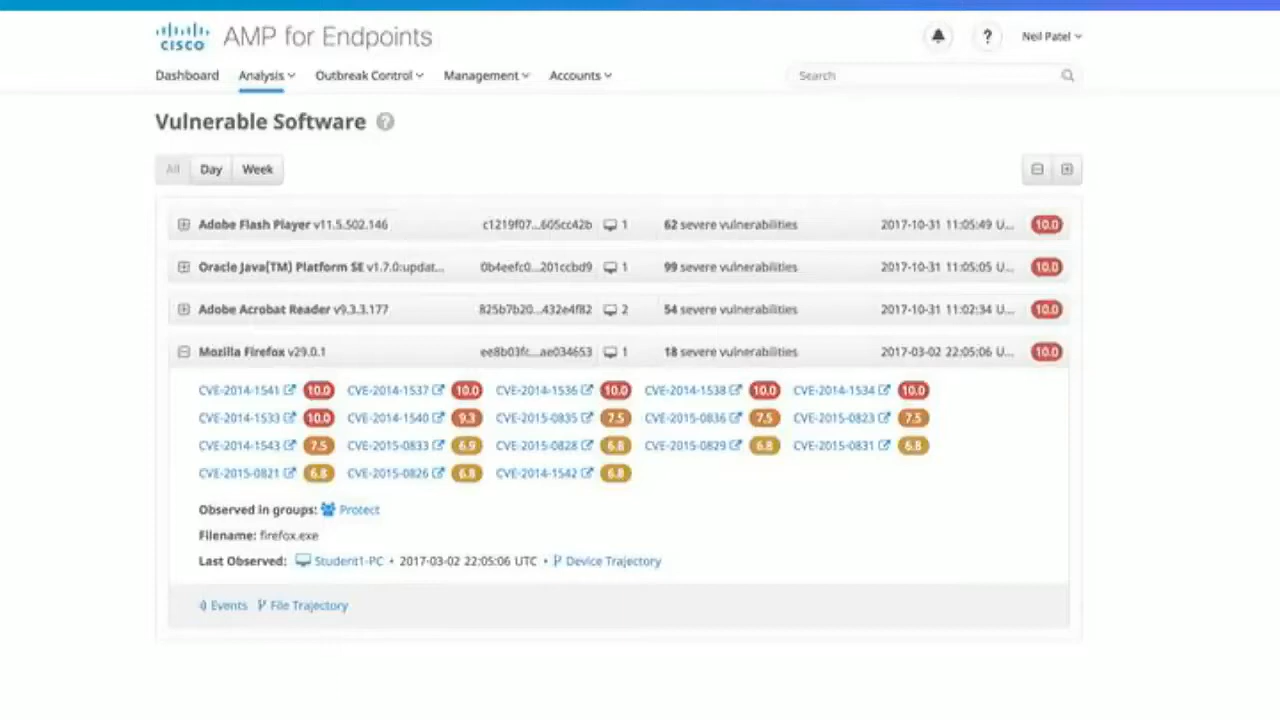 CISCO AMP for Endpoints ? Neil Patel
Dashboard Analysis Outbreak Control Management Accounts Search
Vulnerable Software ?
All Day Week
Adobe Flash Player v11.5.502.146 c1219f07...605cc42b 1 62 severe vulnerabilities 2017-10-31 11:05:49 U... 10.0
Oracle Java(TM) Platform SE v1.7.0:updat... 0b4eefc0...201ccbd9 1 99 severe vulnerabilities 2017-10-31 11:05:05 U... 10.0
Adobe Acrobat Reader v9.3.3.177 825b7b20...432e4f82 2 54 severe vulnerabilities 2017-10-31 11:02:34 U... 10.0
Mozilla Firefox v29.0.1 ee8b03fc...ae034653 1 18 severe vulnerabilities 2017-03-02 22:05:06 U... 10.0
CVE-2014-1541 10.0 CVE-2014-1537 10.0 CVE-2014-1536 10.0 CVE-2014-1538 10.0 CVE-2014-1534 10.0
CVE-2014-1533 10.0 CVE-2014-1540 9.3 CVE-2015-0835 7.5 CVE-2015-0836 7.5 CVE-2015-0823 7.5
CVE-2014-1543 7.5 CVE-2015-0833 6.9 CVE-2015-0828 6.8 CVE-2015-0829 6.8 CVE-2015-0831 6.8
CVE-2015-0821 6.8 CVE-2015-0826 6.8 CVE-2014-1542 6.8
Observed in groups: Protect
Filename: firefox.exe
Last Observed: Student1-PC • 2017-03-02 22:05:06 UTC • Device Trajectory
Events File Trajectory